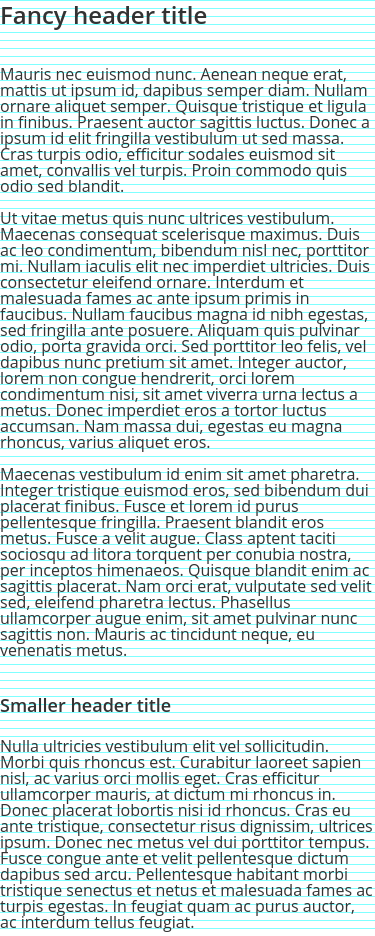 Fancy header title
Mauris nec euismod nunc. Aenean neque erat,
mattis ut ipsum id, dapibus semper diam. Nullam
ornare aliquet semper. Quisque tristique et ligula
in finibus. Praesent auctor sagittis luctus. Donec a
ipsum id elit fringilla vestibulum ut sed massa.
Cras turpis odio, efficitur sodales euismod sit
amet, convallis vel turpis. Proin commodo quis
odio sed blandit.
Ut vitae metus quis nunc ultrices vestibulum.
Maecenas consequat scelerisque maximus. Duis
ac leo condimentum, bibendum nisl nec, porttitor
mi. Nullam iaculis elit nec imperdiet ultricies. Duis
consectetur eleifend ornare. Interdum et
malesuada fames ac ante ipsum primis in
faucibus. Nullam faucibus magna id nibh egestas,
sed fringilla ante posuere. Aliquam quis pulvinar
odio, porta gravida orci. Sed porttitor leo felis, vel
dapibus nunc pretium sit amet. Integer auctor,
lorem non congue hendrerit, orci lorem
condimentum nisi, sit amet viverra urna lectus a
metus. Donec imperdiet eros a tortor luctus
accumsan. Nam massa dui, egestas eu magna
rhoncus, varius aliquet eros.
Maecenas vestibulum id enim sit amet pharetra.
Integer tristique euismod eros, sed bibendum dui
placerat finibus. Fusce et lorem id purus
pellentesque fringilla. Praesent blandit eros
metus. Fusce a velit augue. Class aptent taciti
sociosqu ad litora torquent per conubia nostra,
per inceptos himenaeos. Quisque blandit enim ac
sagittis placerat. Nam orci erat, vulputate sed velit
sed, eleifend pharetra lectus. Phasellus
ullamcorper augue enim, sit amet pulvinar nunc
sagittis non. Mauris ac tincidunt neque, eu
venenatis metus.
Smaller header title
Nulla ultricies vestibulum elit vel sollicitudin.
Morbi quis rhoncus est. Curabitur laoreet sapien
nisl, ac varius orci mollis eget. Cras efficitur
ullamcorper mauris, at dictum mi rhoncus in.
Donec placerat lobortis nisi id rhoncus. Cras eu
ante tristique, consectetur risus dignissim, ultrices
ipsum. Donec nec metus vel dui porttitor tempus.
Fusce congue ante et velit pellentesque dictum
dapibus sed arcu. Pellentesque habitant morbi
tristique senectus et netus et malesuada fames ac
turpis egestas. In feugiat quam ac purus auctor,
ac interdum tellus feugiat.